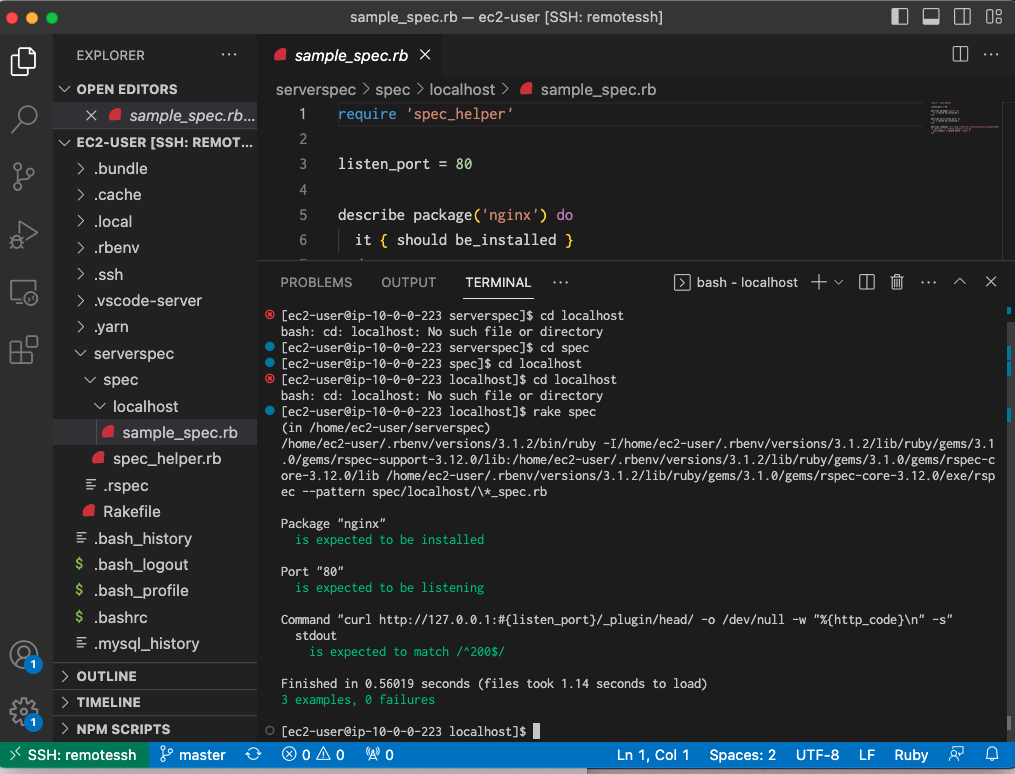 sample_spec.rb — ec2-user [SSH: remotessh]
EXPLORER ···
OPEN EDITORS
sample_spec.rb...
EC2-USER [SSH: REMOT...
.bundle
.cache
.local
.rbenv
.ssh
.vscode-server
.yarn
serverspec
spec
localhost
sample_spec.rb
spec_helper.rb
.rspec
Rakefile
.bash_history
$ .bash_logout
$ .bash_profile
$ .bashrc
.mysql_history
OUTLINE
TIMELINE
NPM SCRIPTS
1
1
sample_spec.rb
serverspec > spec > localhost > sample_spec.rb
1 require 'spec_helper'
2
3 listen_port = 80
4
5 describe package('nginx') do
6 it { should be_installed }
PROBLEMS OUTPUT TERMINAL ··· bash - localhost
[ec2-user@ip-10-0-0-223 serverspec]$ cd localhost
bash: cd: localhost: No such file or directory
[ec2-user@ip-10-0-0-223 serverspec]$ cd spec
[ec2-user@ip-10-0-0-223 spec]$ cd localhost
[ec2-user@ip-10-0-0-223 localhost]$ cd localhost
bash: cd: localhost: No such file or directory
[ec2-user@ip-10-0-0-223 localhost]$ rake spec
(in /home/ec2-user/serverspec)
/home/ec2-user/.rbenv/versions/3.1.2/bin/ruby -I/home/ec2-user/.rbenv/versions/3.1.2/lib/ruby/gems/3.1
.0/gems/rspec-support-3.12.0/lib:/home/ec2-user/.rbenv/versions/3.1.2/lib/ruby/gems/3.1.0/gems/rspec-c
ore-3.12.0/lib /home/ec2-user/.rbenv/versions/3.1.2/lib/ruby/gems/3.1.0/gems/rspec-core-3.12.0/exe/rsp
ec --pattern spec/localhost/\*_spec.rb
Package "nginx"
is expected to be installed
Port "80"
is expected to be listening
Command "curl http://127.0.0.1:#{listen_port}/_plugin/head/ -o /dev/null -w "%{http_code}\n" -s"
stdout
is expected to match /^200$/
Finished in 0.56019 seconds (files took 1.14 seconds to load)
3 examples, 0 failures
[ec2-user@ip-10-0-0-223 localhost]$
SSH: remotessh master 0 0 0 Ln 1, Col 1 Spaces: 2 UTF-8 LF Ruby